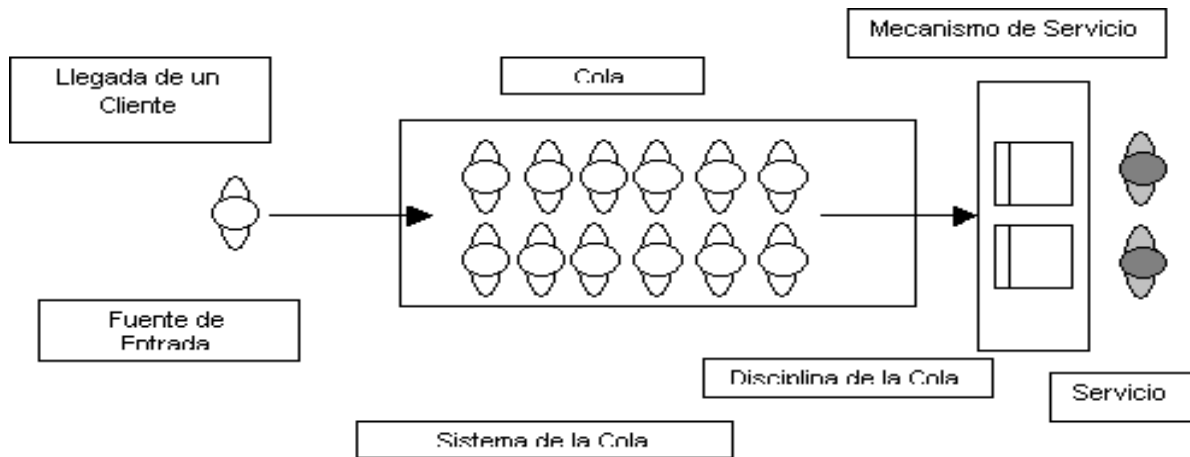 Mecanismo de Servicio
Llegada de un
Cliente
Cola
Fuente de
Entrada
Disciplina de la Cola
Servicio
Sistema de la Cola